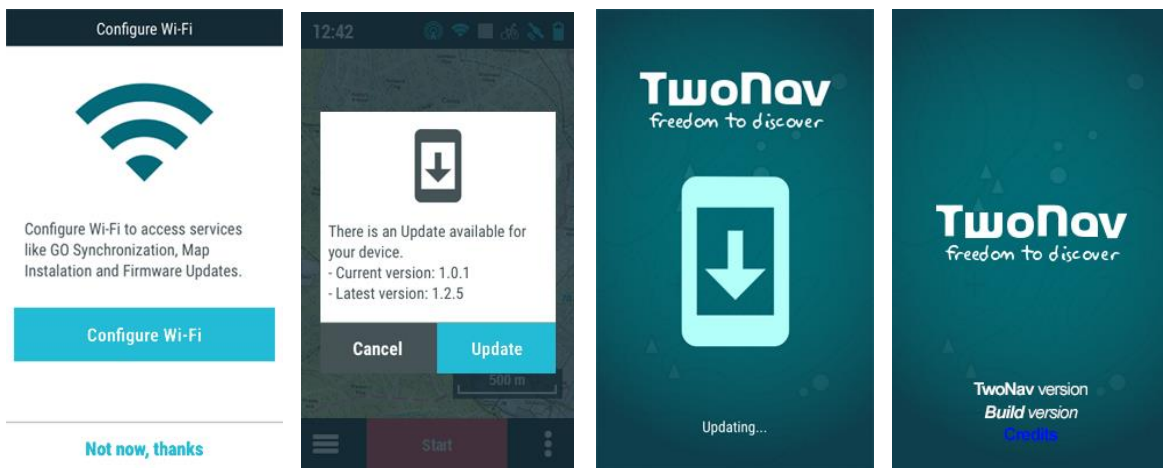 Configure Wi-Fi
Configure Wi-Fi to access services
like GO Synchronization, Map
Instalation and Firmware Updates.
Configure Wi-Fi
Not now, thanks
12:42
There is an Update available for
your device.
- Current version: 1.0.1
- Latest version: 1.2.5
Cancel
Update
500 m
Start
TwoNav
freedom to discover
Updating...
TwoNav
freedom to discover
TwoNav version
Build version
Credits